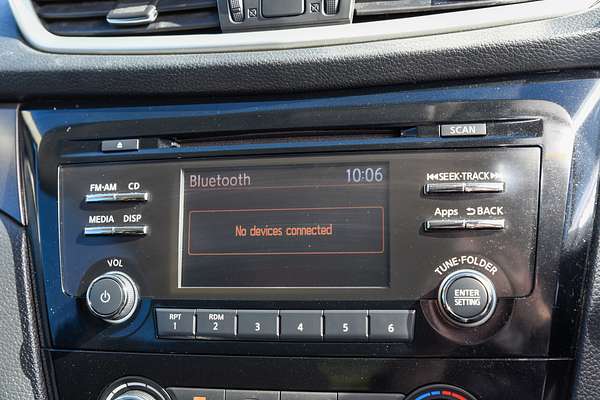 SCAN
Bluetooth 10:06
No devices connected
FM·AM CD
MEDIA DISP
VOL
SEEK·TRACK
Apps BACK
TUNE·FOLDER
ENTER
SETTING
RPT RDM
1 2 3 4 5 6